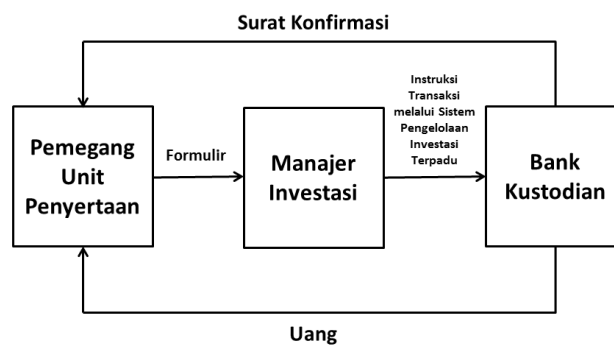 Surat Konfirmasi
Pemegang
Unit
Penyertaan
Formulir
Manajer
Investasi
Instruksi
Transaksi
melalui Sistem
Pengelolaan
Investasi
Terpadu
Bank
Kustodian
Uang